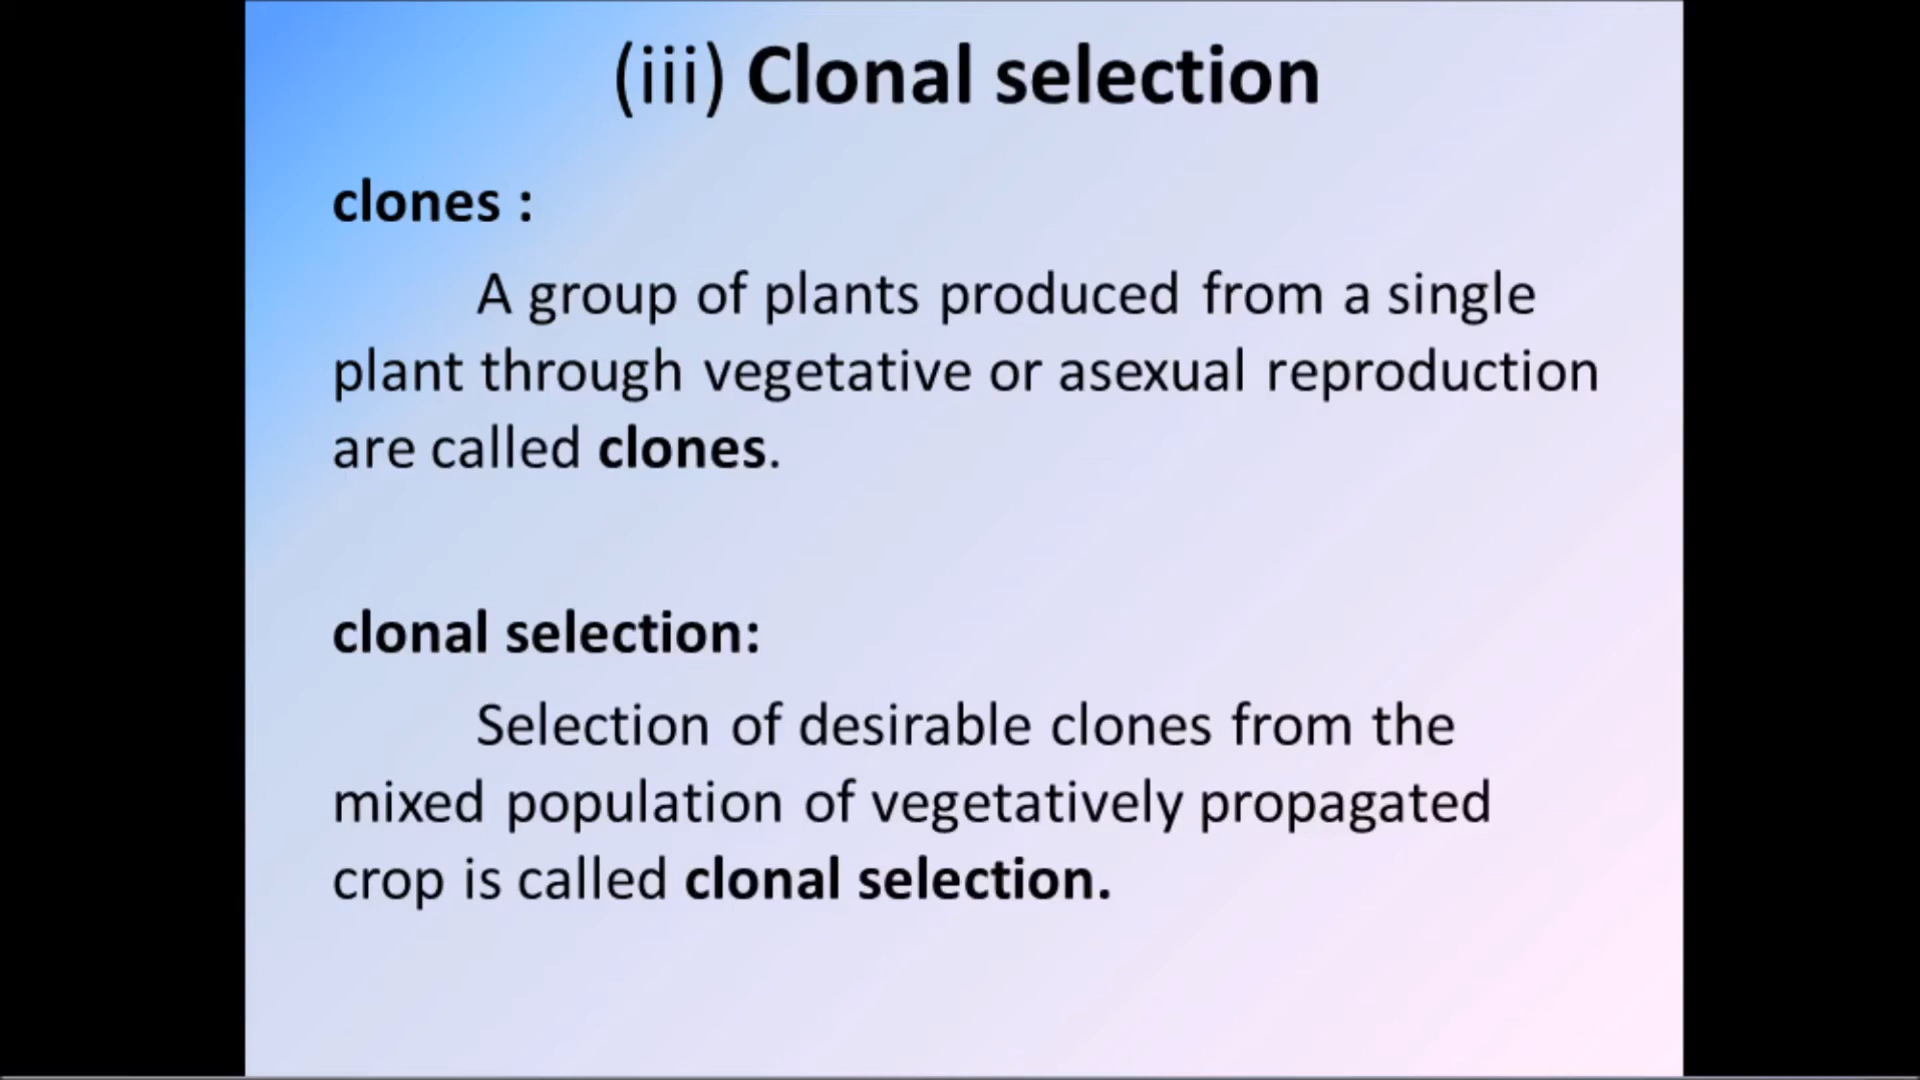 (iii) Clonal selection
clones :
A group of plants produced from a single
plant through vegetative or asexual reproduction
are called clones.
clonal selection:
Selection of desirable clones from the
mixed population of vegetatively propagated
crop is called clonal selection.